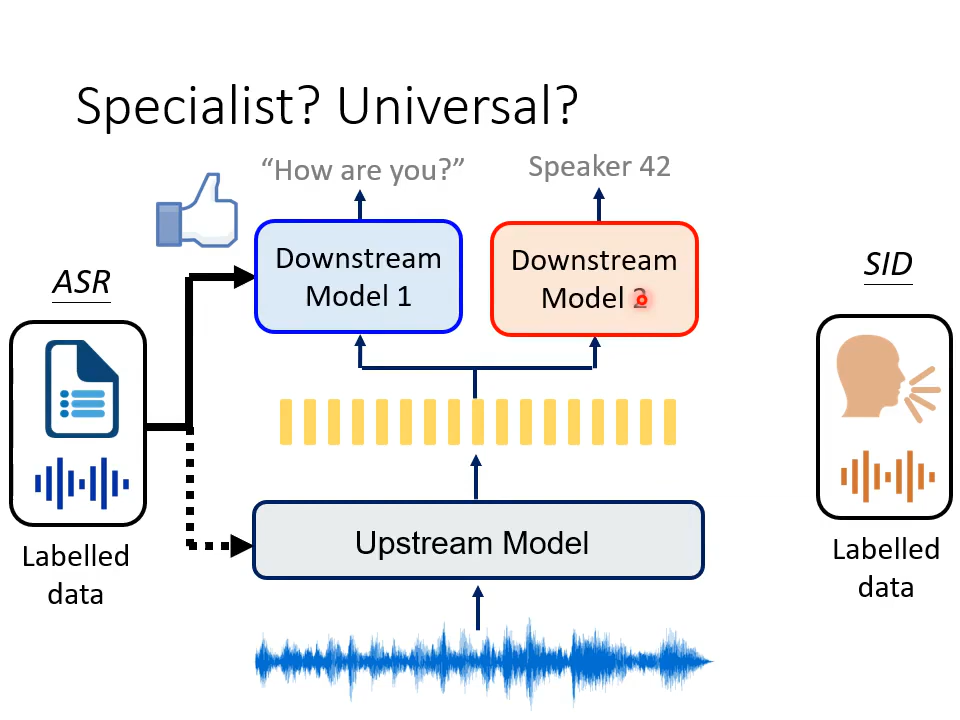 Specialist? Universal?
“How are you?”
Speaker 42
Downstream
Model 1
Downstream
Model 2
ASR
SID
Labelled
data
Upstream Model
Labelled
data